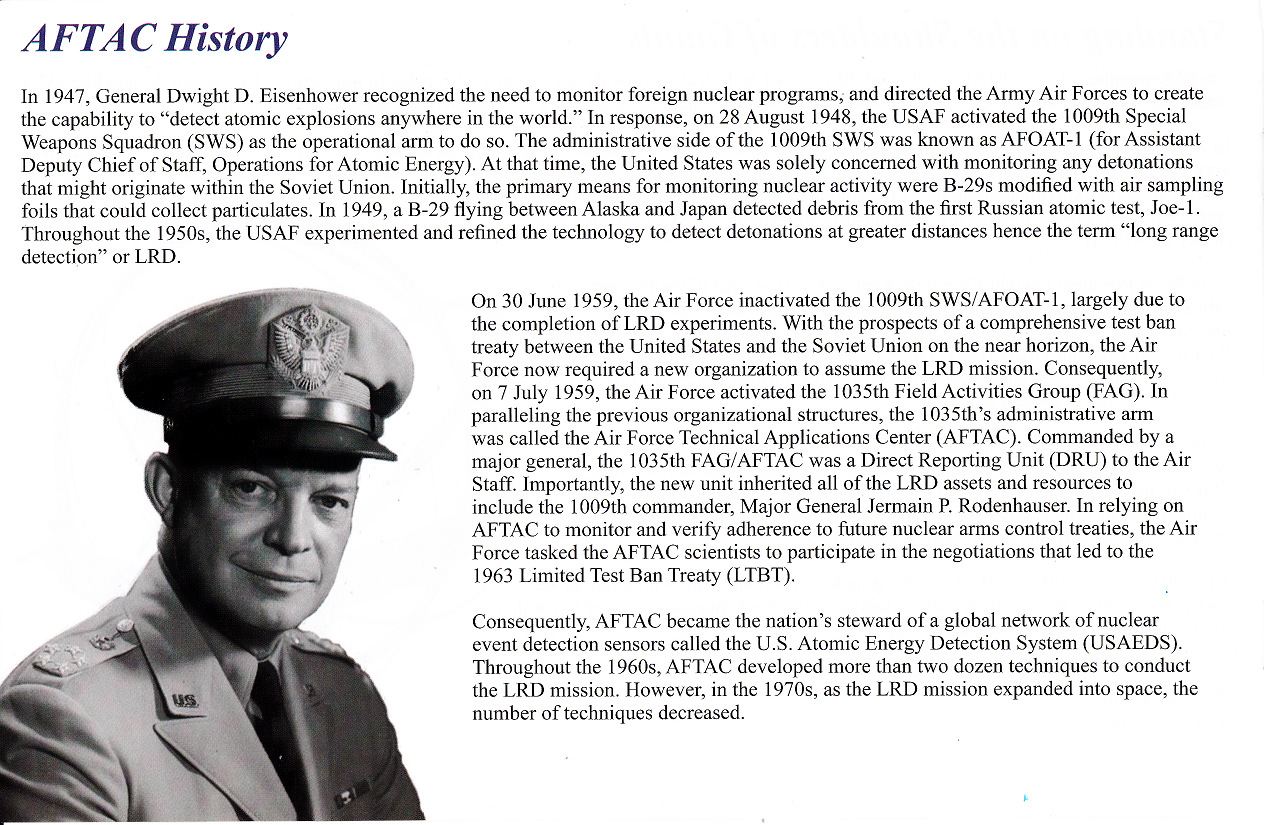 AFTAC History
In 1947, General Dwight D. Eisenhower recognized the need to monitor foreign nuclear programs, and directed the Army Air Forces to create
the capability to “detect atomic explosions anywhere in the world.” In response, on 28 August 1948, the USAF activated the 1009th Special
Weapons Squadron (SWS) as the operational arm to do so. The administrative side of the 1009th SWS was known as AFOAT-1 (for Assistant
Deputy Chief of Staff, Operations for Atomic Energy). At that time, the United States was solely concerned with monitoring any detonations
that might originate within the Soviet Union. Initially, the primary means for monitoring nuclear activity were B-29s modified with air sampling
foils that could collect particulates. In 1949, a B-29 flying between Alaska and Japan detected debris from the first Russian atomic test, Joe-1.
Throughout the 1950s, the USAF experimented and refined the technology to detect detonations at greater distances hence the term “long range
detection” or LRD.
On 30 June 1959, the Air Force inactivated the 1009th SWS/AFOAT-1, largely due to
the completion of LRD experiments. With the prospects of a comprehensive test ban
treaty between the United States and the Soviet Union on the near horizon, the Air
Force now required a new organization to assume the LRD mission. Consequently,
on 7 July 1959, the Air Force activated the 1035th Field Activities Group (FAG). In
paralleling the previous organizational structures, the 1035th’s administrative arm
was called the Air Force Technical Applications Center (AFTAC). Commanded by a
major general, the 1035th FAG/AFTAC was a Direct Reporting Unit (DRU) to the Air
Staff. Importantly, the new unit inherited all of the LRD assets and resources to
include the 1009th commander, Major General Jermain P. Rodenhauser. In relying on
AFTAC to monitor and verify adherence to future nuclear arms control treaties, the Air
Force tasked the AFTAC scientists to participate in the negotiations that led to the
1963 Limited Test Ban Treaty (LTBT).
Consequently, AFTAC became the nation’s steward of a global network of nuclear
event detection sensors called the U.S. Atomic Energy Detection System (USAEDS).
Throughout the 1960s, AFTAC developed more than two dozen techniques to conduct
the LRD mission. However, in the 1970s, as the LRD mission expanded into space, the
number of techniques decreased.
US